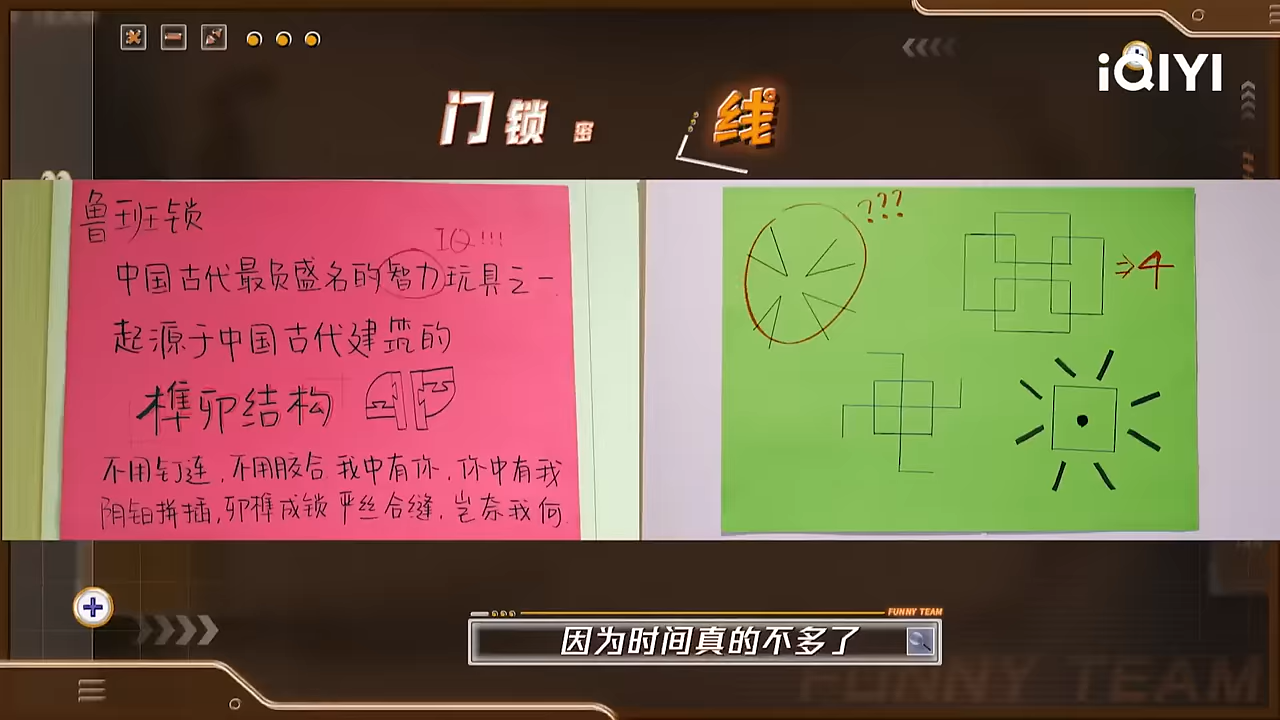 iQIYI
门锁密 线
鲁班锁
IQ!!!
中国古代最负盛名的智力玩具之一
起源于中国古代建筑的
榫卯结构
不用钉连，不用胶合，我中有你，你中有我
拼插，卯榫成锁 严丝合缝，岂奈我何
???
⇒4
FUNNY TEAM
因为时间真的不多了
FUNNY TEAM